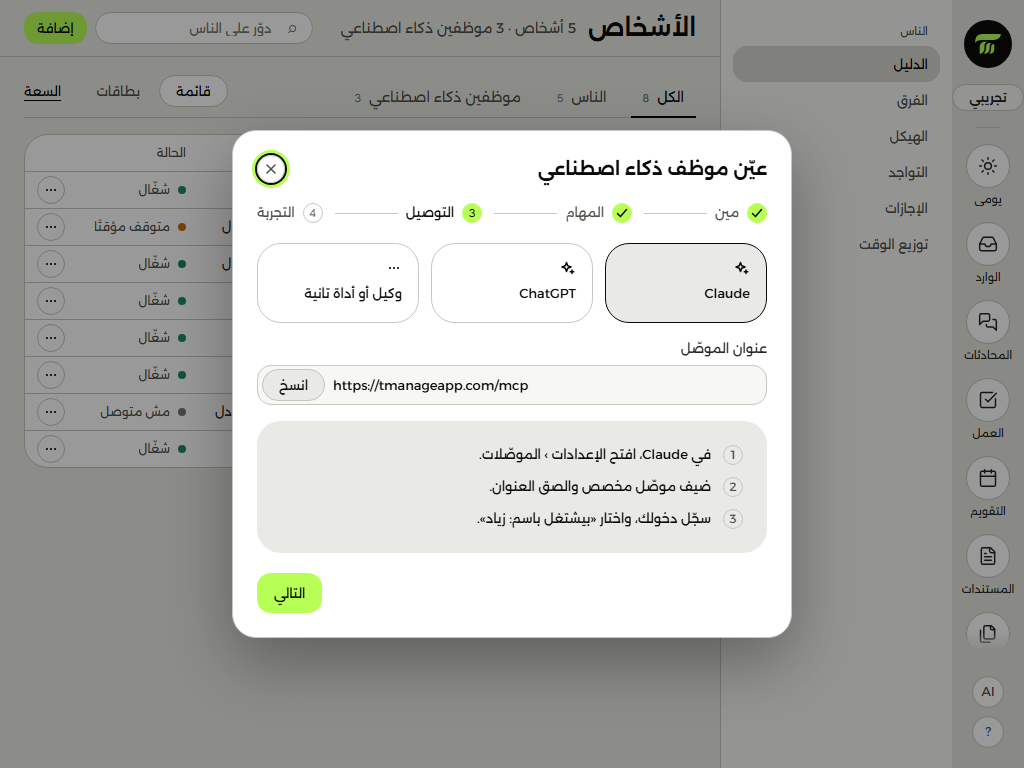 الناس
الدليل
الفرق
الهيكل
التواجد
الإجازات
توزيع الوقت
تجريبي
يومي
الوارد
المحادثات
العمل
التقويم
المستندات
AI
?
الأشخاص
5 أشخاص · 3 موظفين ذكاء اصطناعي
دوّر على الناس
إضافة
الكل 8
الناس 5
موظفين ذكاء اصطناعي 3
قائمة
بطاقات
السعة
الحالة
شغّال
متوقف مؤقتًا
شغّال
شغّال
شغّال
شغّال
مش متوصل
شغّال
عيّن موظف ذكاء اصطناعي
مين
المهام
3 التوصيل
4 التجربة
Claude
ChatGPT
وكيل أو أداة تانية
عنوان الموصّل
https://tmanageapp.com/mcp
انسخ
1 في Claude، افتح الإعدادات › الموصّلات.
2 ضيف موصّل مخصص والصق العنوان.
3 سجّل دخولك، واختار «بيشتغل باسم: زياد».
التالي